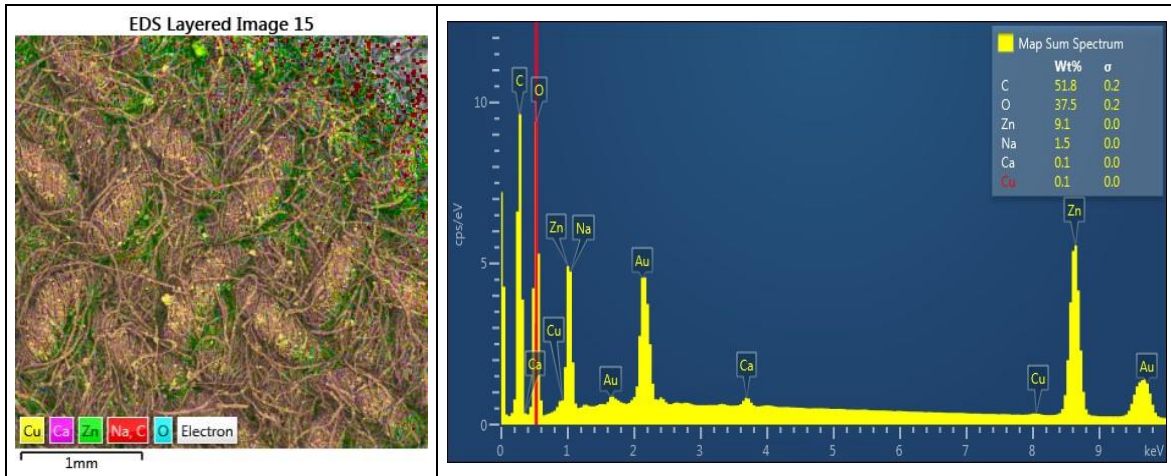 EDS Layered Image 15
Cu Ca Zn Na, C O Electron
1mm
Map Sum Spectrum
Wt% σ
C 51.8 0.2
O 37.5 0.2
Zn 9.1 0.0
Na 1.5 0.0
Ca 0.1 0.0
Cu 0.1 0.0
cps/eV
10
5
0
C
O
Zn
Na
Cu
Ca
Au
Au
Ca
Cu
Zn
Au
0 1 2 3 4 5 6 7 8 9 keV